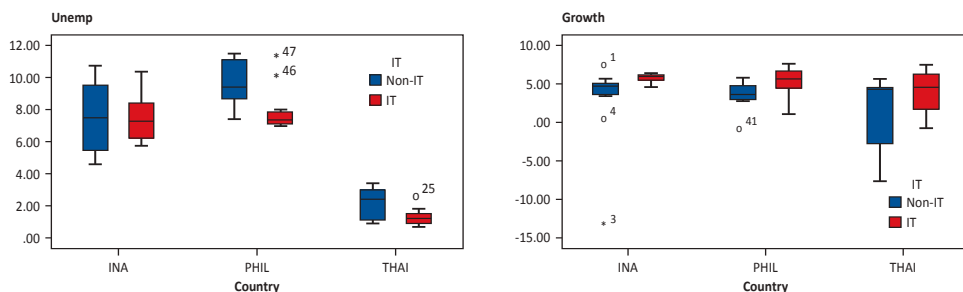 Unemp
12.00
10.00
8.00
6.00
4.00
2.00
.00
* 47
* 46
o 25
IT
Non-IT
IT
INA PHIL THAI
Country
Growth
10.00
5.00
.00
-5.00
-10.00
-15.00
o 1
o 4
* 3
o 41
IT
Non-IT
IT
INA PHIL THAI
Country